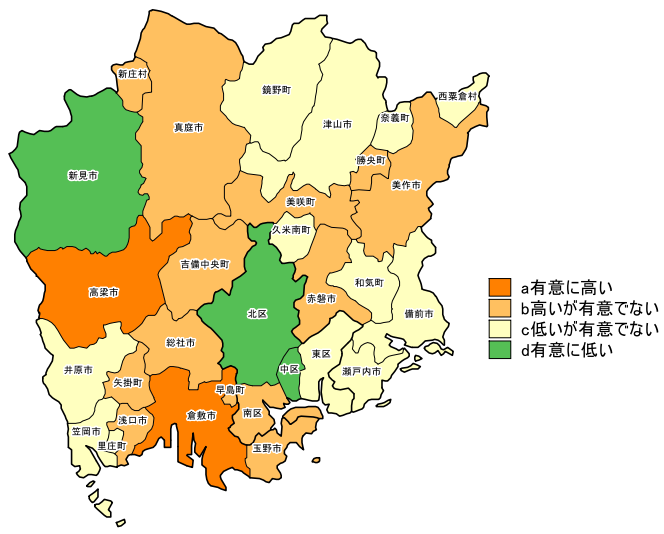 新庄村
鏡野町
西粟倉村
真庭市
津山市
奈義町
勝央町
新見市
美作市
美咲町
久米南町
吉備中央町
和気町
高梁市
赤磐市
北区
備前市
総社市
東区
井原市
中区
瀬戸内市
矢掛町
早島町
浅口市
倉敷市
南区
笠岡市
里庄町
玉野市
a有意に高い
b高いが有意でない
c低いが有意でない
d有意に低い